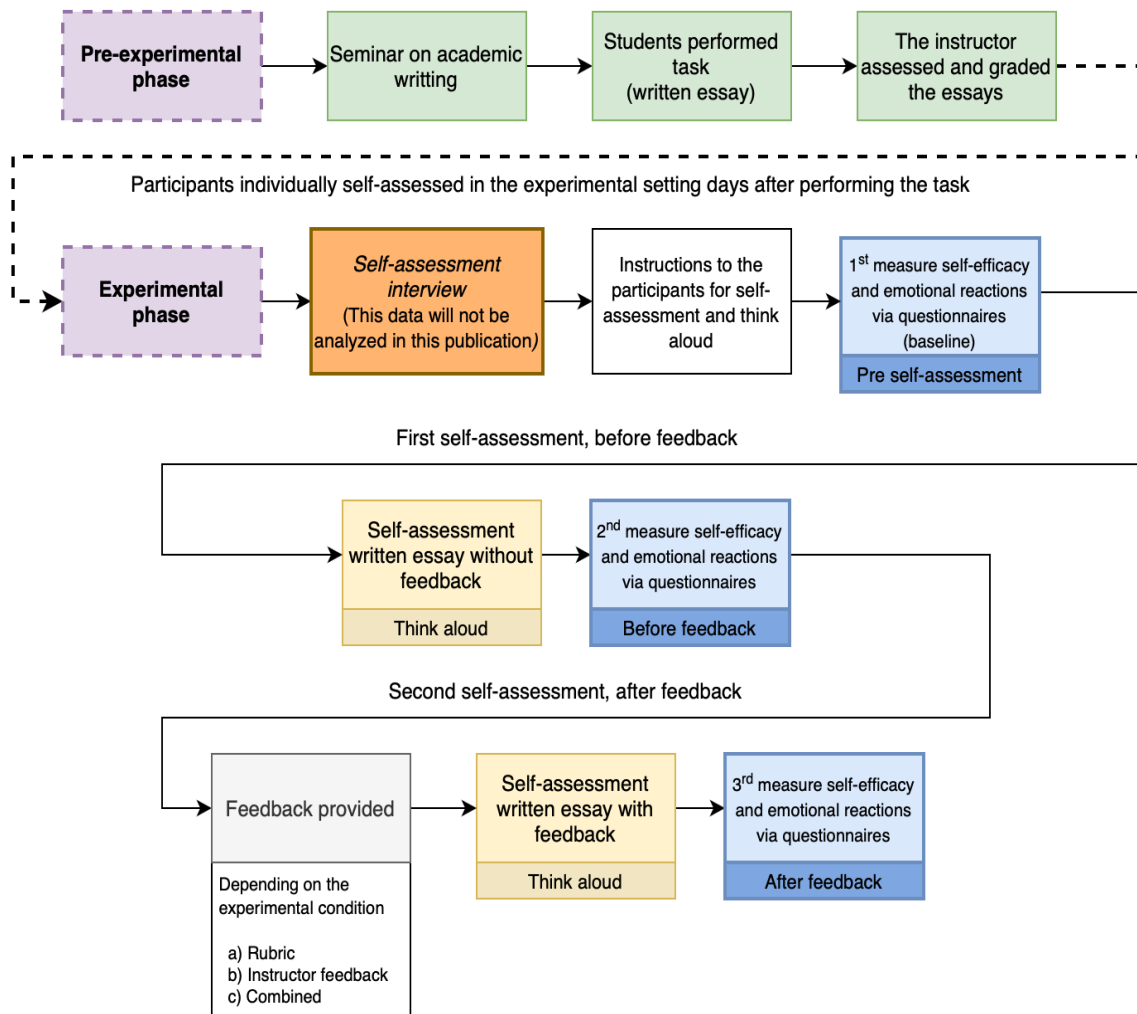 Pre-experimental
phase
Seminar on academic
writting
Students performed
task
(written essay)
The instructor
assessed and graded
the essays
Participants individually self-assessed in the experimental setting days after performing the task
Experimental
phase
Self-assessment
interview
(This data will not be
analyzed in this publication)
Instructions to the
participants for self-
assessment and think
aloud
1st measure self-efficacy
and emotional reactions
via questionnaires
(baseline)
Pre self-assessment
First self-assessment, before feedback
Self-assessment
written essay without
feedback
Think aloud
2nd measure self-efficacy
and emotional reactions
via questionnaires
Before feedback
Second self-assessment, after feedback
Feedback provided
Depending on the
experimental condition
a) Rubric
b) Instructor feedback
c) Combined
Self-assessment
written essay with
feedback
Think aloud
3rd measure self-efficacy
and emotional reactions
via questionnaires
After feedback